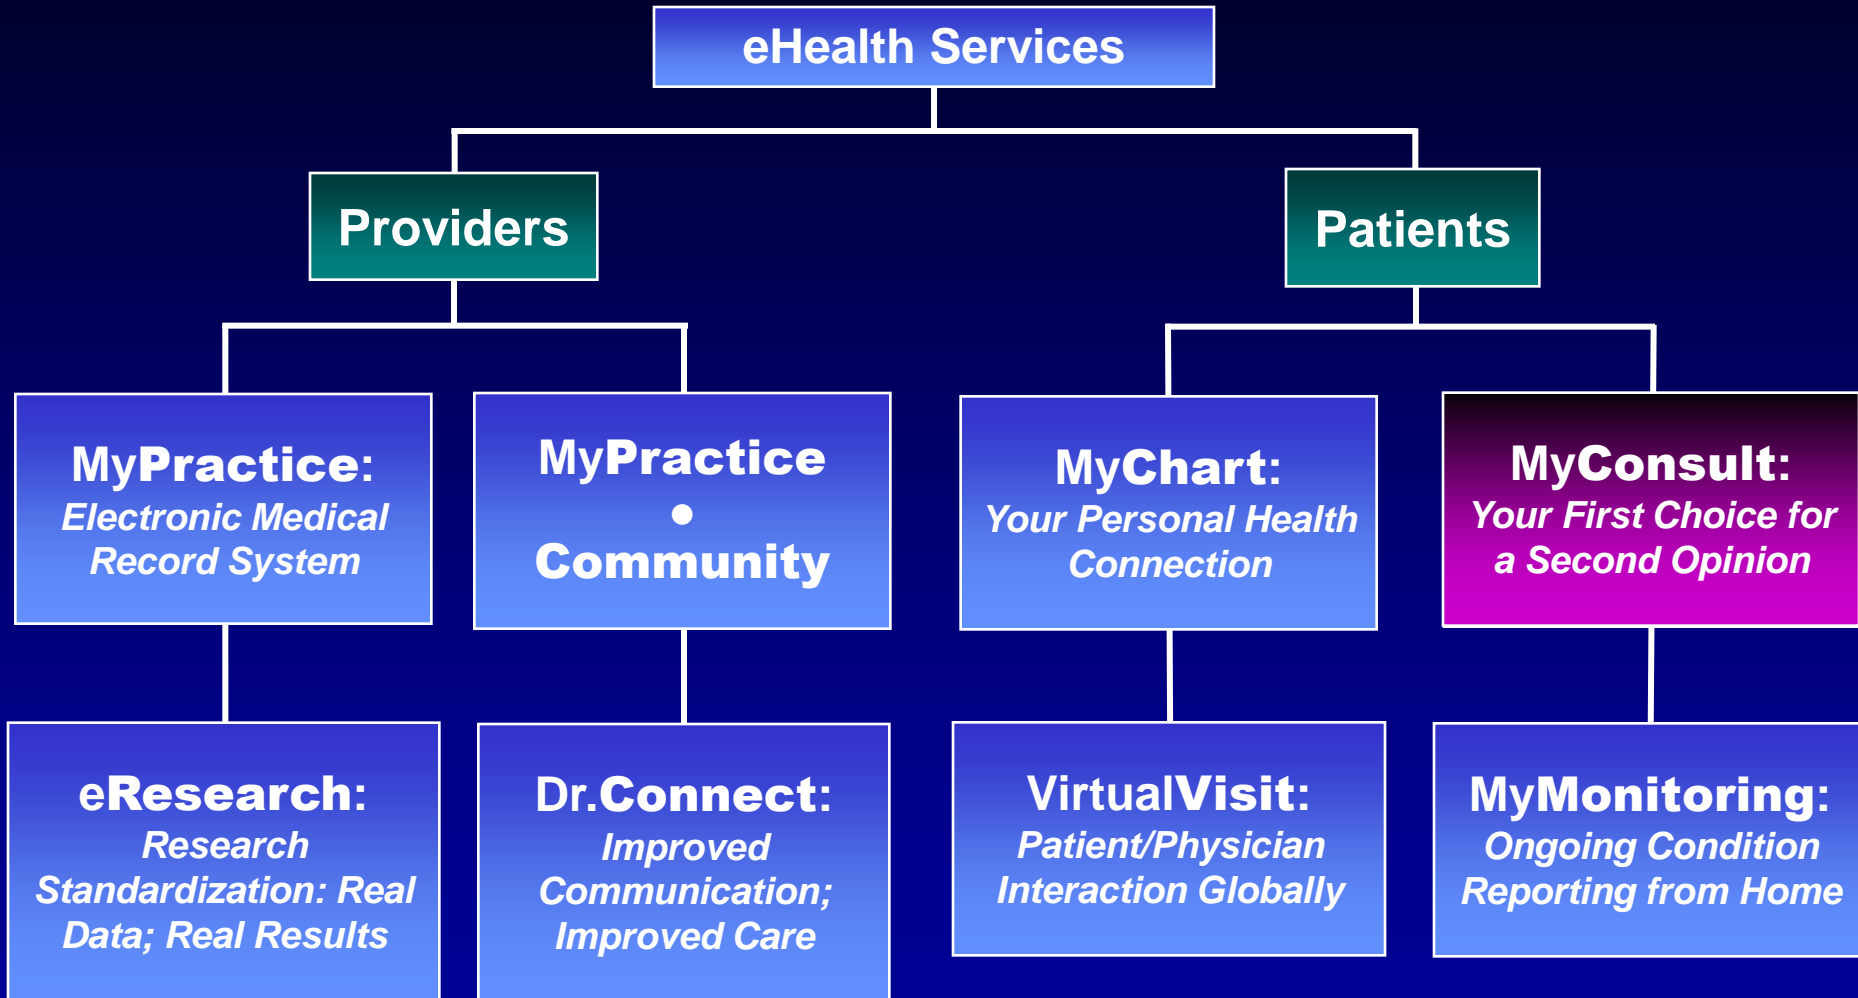 eHealth Services
Providers
Patients
MyPractice:
Electronic Medical
Record System
MyPractice
•
Community
MyChart:
Your Personal Health
Connection
MyConsult:
Your First Choice for
a Second Opinion
eResearch:
Research
Standardization: Real
Data; Real Results
Dr.Connect:
Improved
Communication;
Improved Care
VirtualVisit:
Patient/Physician
Interaction Globally
MyMonitoring:
Ongoing Condition
Reporting from Home